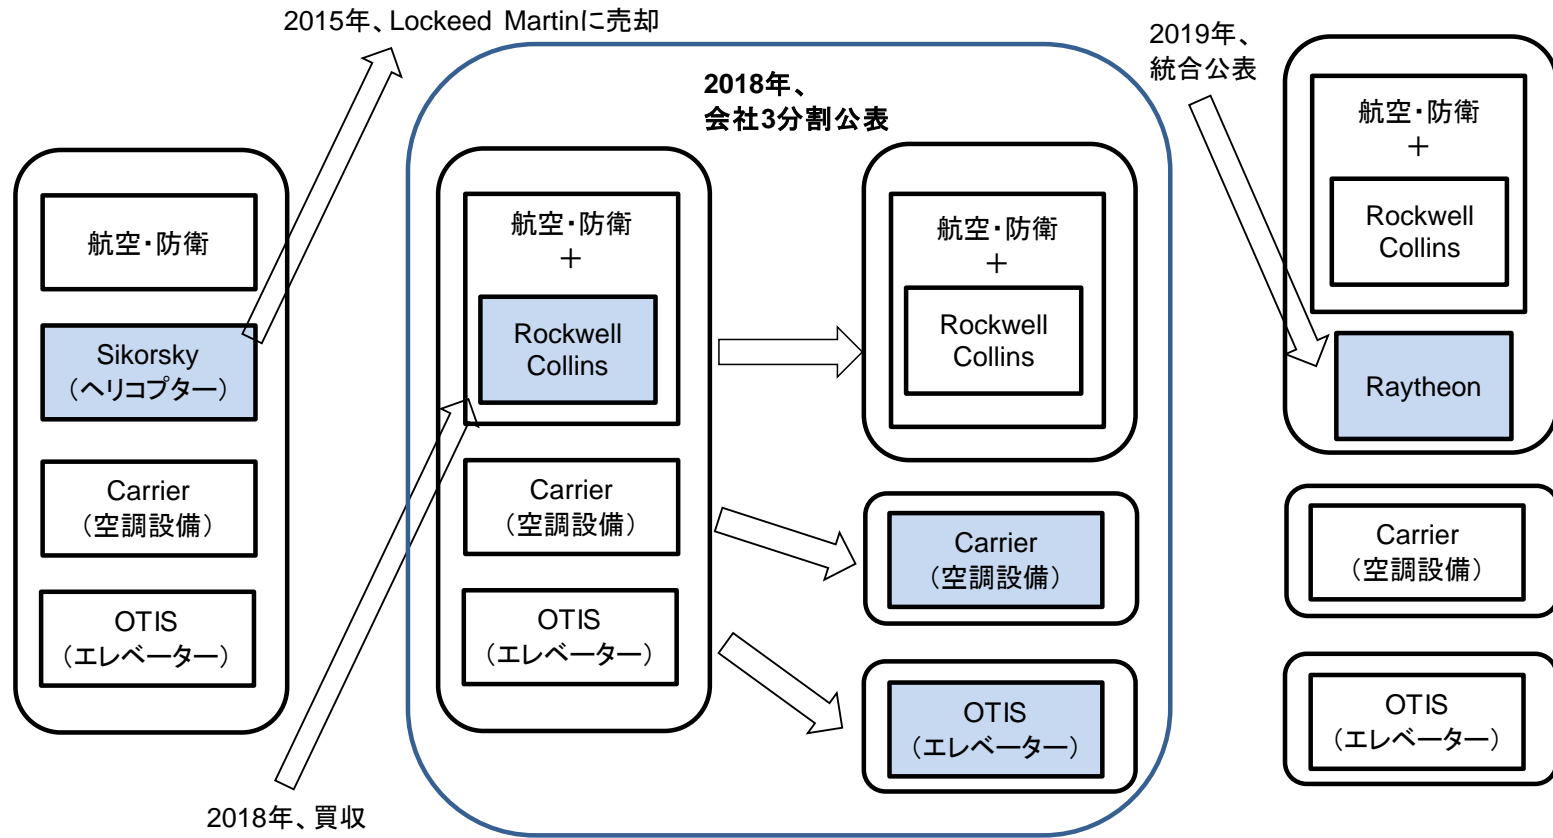 2015年、Lockeed Martinに売却
航空・防衛
Sikorsky
（ヘリコプター）
Carrier
（空調設備）
OTIS
（エレベーター）
2018年、買収
2018年、
会社3分割公表
航空・防衛
＋
Rockwell
Collins
Carrier
（空調設備）
OTIS
（エレベーター）
航空・防衛
＋
Rockwell
Collins
Carrier
（空調設備）
OTIS
（エレベーター）
2019年、
統合公表
航空・防衛
＋
Rockwell
Collins
Raytheon
Carrier
（空調設備）
OTIS
（エレベーター）